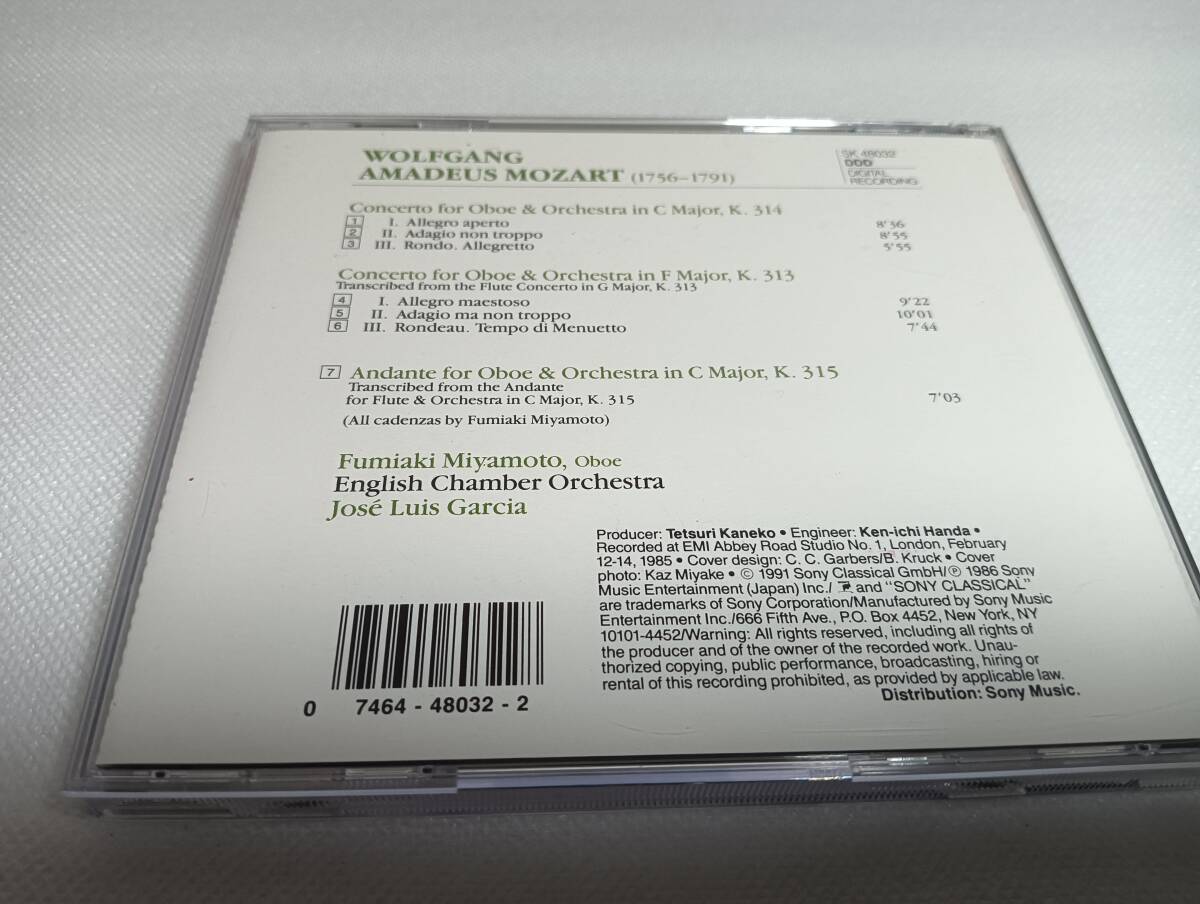 WOLFGANG
AMADEUS MOZART (1756–1791)
SK 48032
DDD
DIGITAL
RECORDING
Concerto for Oboe & Orchestra in C Major, K. 314
1 I. Allegro aperto 8'36
2 II. Adagio non troppo 8'55
3 III. Rondo. Allegretto 5'55
Concerto for Oboe & Orchestra in F Major, K. 313
Transcribed from the Flute Concerto in G Major, K. 313
4 I. Allegro maestoso 9'22
5 II. Adagio ma non troppo 10'01
6 III. Rondeau. Tempo di Menuetto 7'44
7 Andante for Oboe & Orchestra in C Major, K. 315
Transcribed from the Andante
for Flute & Orchestra in C Major, K. 315 7'03
(All cadenzas by Fumiaki Miyamoto)
Fumiaki Miyamoto, Oboe
English Chamber Orchestra
José Luis Garcia
Producer: Tetsuri Kaneko • Engineer: Ken-ichi Handa •
Recorded at EMI Abbey Road Studio No. 1, London, February
12-14, 1985 • Cover design: C. C. Garbers/B. Kruck • Cover
photo: Kaz Miyake • © 1991 Sony Classical GmbH/℗ 1986 Sony
Music Entertainment (Japan) Inc./ and "SONY CLASSICAL"
are trademarks of Sony Corporation/Manufactured by Sony Music
Entertainment Inc./666 Fifth Ave., P.O. Box 4452, New York, NY
10101-4452/Warning: All rights reserved, including all rights of
the producer and of the owner of the recorded work. Unau-
thorized copying, public performance, broadcasting, hiring or
rental of this recording prohibited, as provided by applicable law.
Distribution: Sony Music.
0 7464 - 48032 - 2